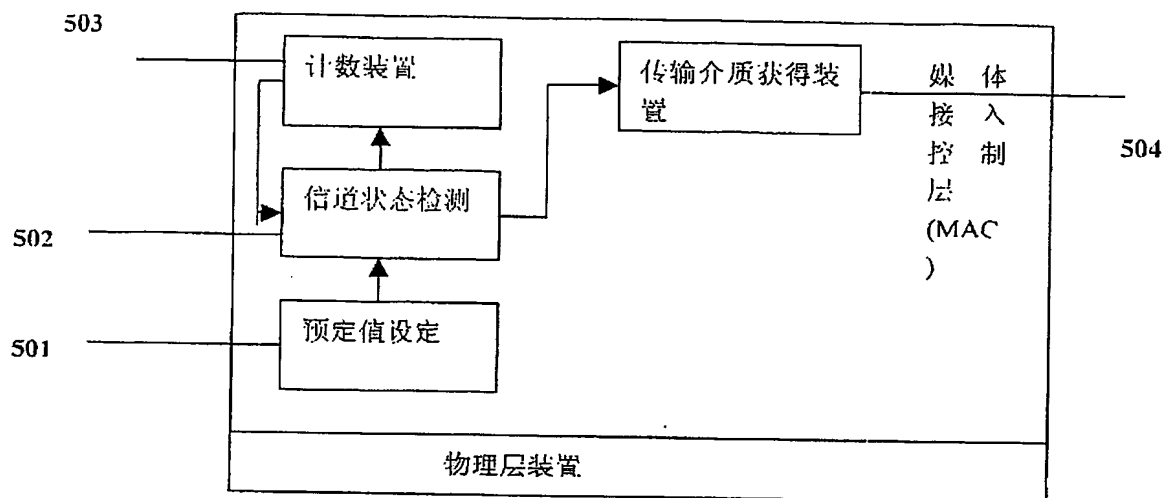 503
计数装置
传输介质获得装
置
媒 体
接 入
控 制
层
(MAC
)
504
信道状态检测
502
预定值设定
501
物理层装置